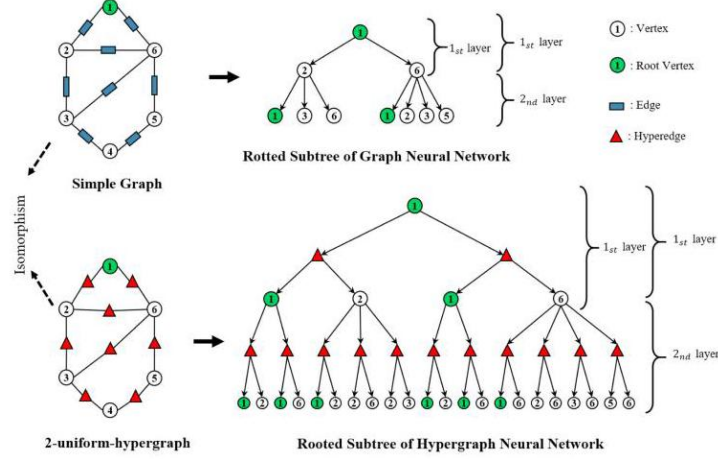 1
2 6
3 5
4
Simple Graph
1
2 6
1 3 6 1 2 3 5
1st layer
1st layer
2nd layer
Rotted Subtree of Graph Neural Network
1 : Vertex
1 : Root Vertex
: Edge
: Hyperedge
Isomorphism
1
2 6
3 5
4
2-uniform-hypergraph
1
1 2 1 6
1 2 1 6 1 2 2 6 2 3 1 2 1 6 1 6 2 6 3 6 5 6
1st layer
1st layer
2nd layer
Rooted Subtree of Hypergraph Neural Network